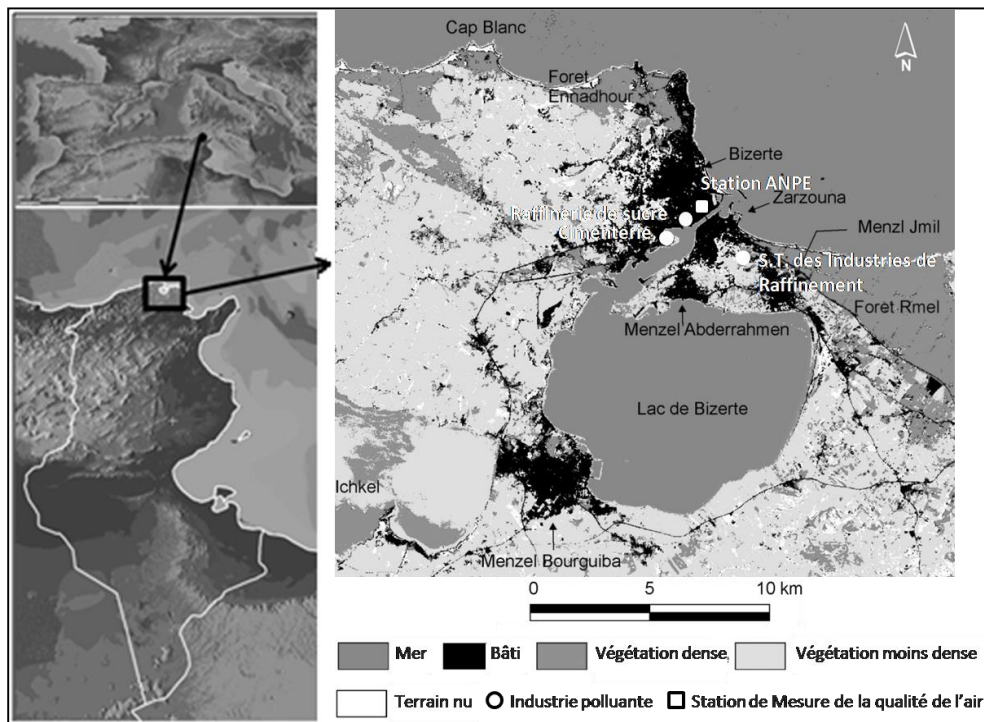 Cap Blanc
N
Foret
Ennadhour
Bizerte
Station ANPE
Zarzouna
Raffinerie de sucre
Cimenterie
Menzl Jmil
S.T. des Industries de
Raffinement
Foret Rmel
Menzel Abderrahmen
Lac de Bizerte
Ichkel
Menzel Bourguiba
0 5 10 km
Mer Bâti Végétation dense, Végétation moins dense
Terrain nu Industrie polluante Station de Mesure de la qualité de l'air